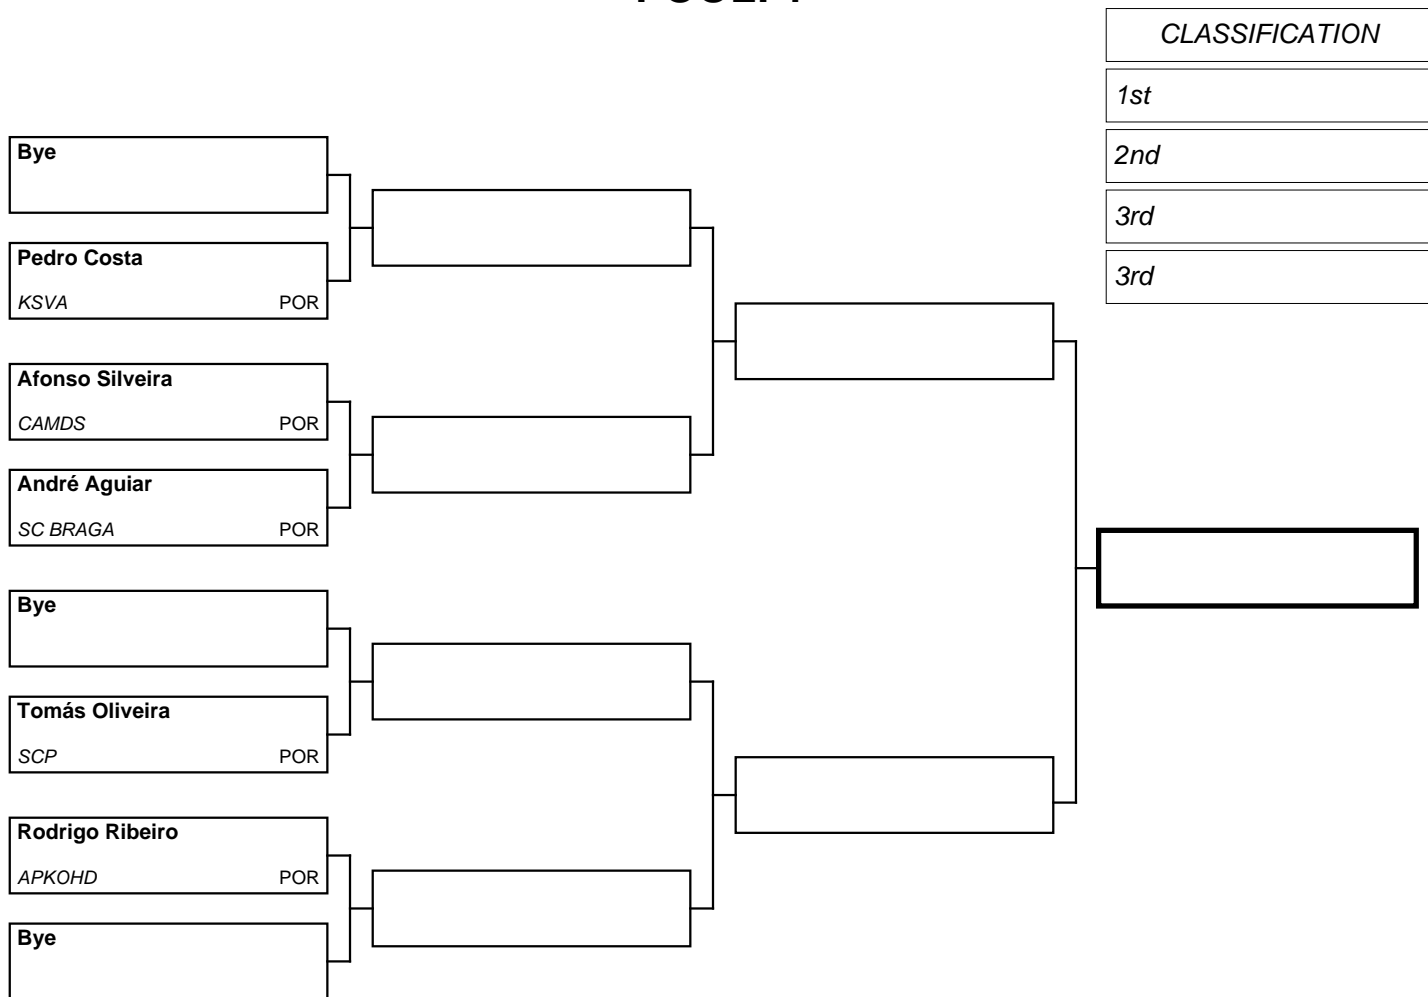 CLASSIFICATION
1st
2nd
3rd
3rd
Bye
Pedro Costa
KSVA POR
Afonso Silveira
CAMDS POR
André Aguiar
SC BRAGA POR
Bye
Tomás Oliveira
SCP POR
Rodrigo Ribeiro
APKOHD POR
Bye